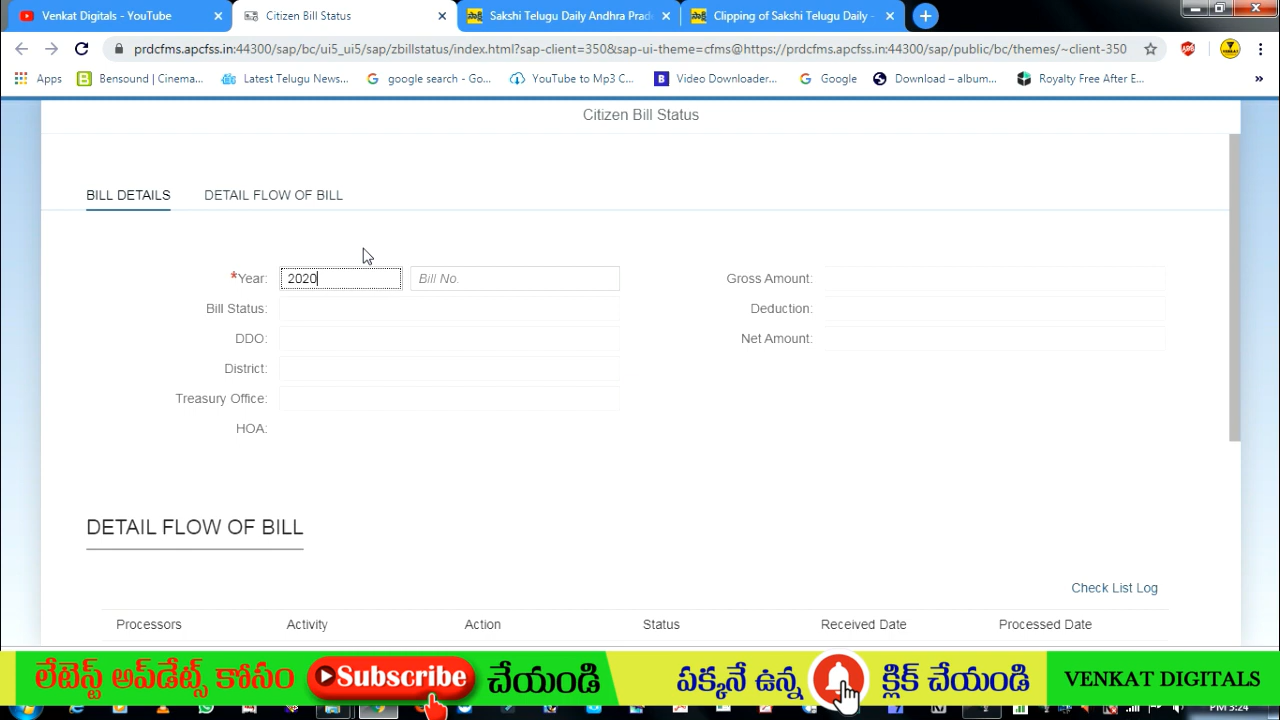 Venkat Digitals - YouTube
Citizen Bill Status
Sakshi Telugu Daily Andhra Prad
Clipping of Sakshi Telugu Daily -
prdcfms.apcfss.in:44300/sap/bc/ui5_ui5/sap/zbillstatus/index.html?sap-client=350&sap-ui-theme=cfms@https://prdcfms.apcfss.in:44300/sap/public/bc/themes/~client-350
Apps
Bensound | Cinema...
Latest Telugu News...
google search - Go...
YouTube to Mp3 C...
Video Downloader...
Google
Download – album...
Royalty Free After E...
»
Citizen Bill Status
BILL DETAILS DETAIL FLOW OF BILL
*Year: 2020 Bill No. Gross Amount:
Bill Status: Deduction:
DDO: Net Amount:
District:
Treasury Office:
HOA:
DETAIL FLOW OF BILL
Check List Log
Processors Activity Action Status Received Date Processed Date
లేటెస్ట్ అప్‌డేట్స్ కోసం Subscribe చేయండి పక్కనే ఉన్న క్లిక్ చేయండి VENKAT DIGITALS
PM 3:24